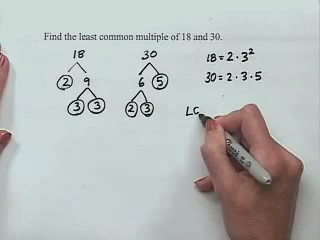 Find the least common multiple of 18 and 30.
18 30 18 = 2 · 3²
2 9 6 5 30 = 2 · 3 · 5
3 3 2 3
LC